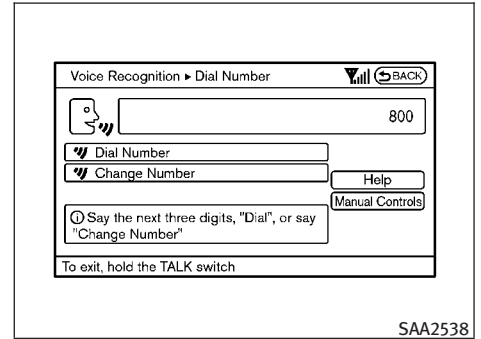 Voice Recognition ▸ Dial Number
BACK
800
Dial Number
Change Number
Help
Manual Controls
Say the next three digits, "Dial", or say
"Change Number"
To exit, hold the TALK switch
SAA2538